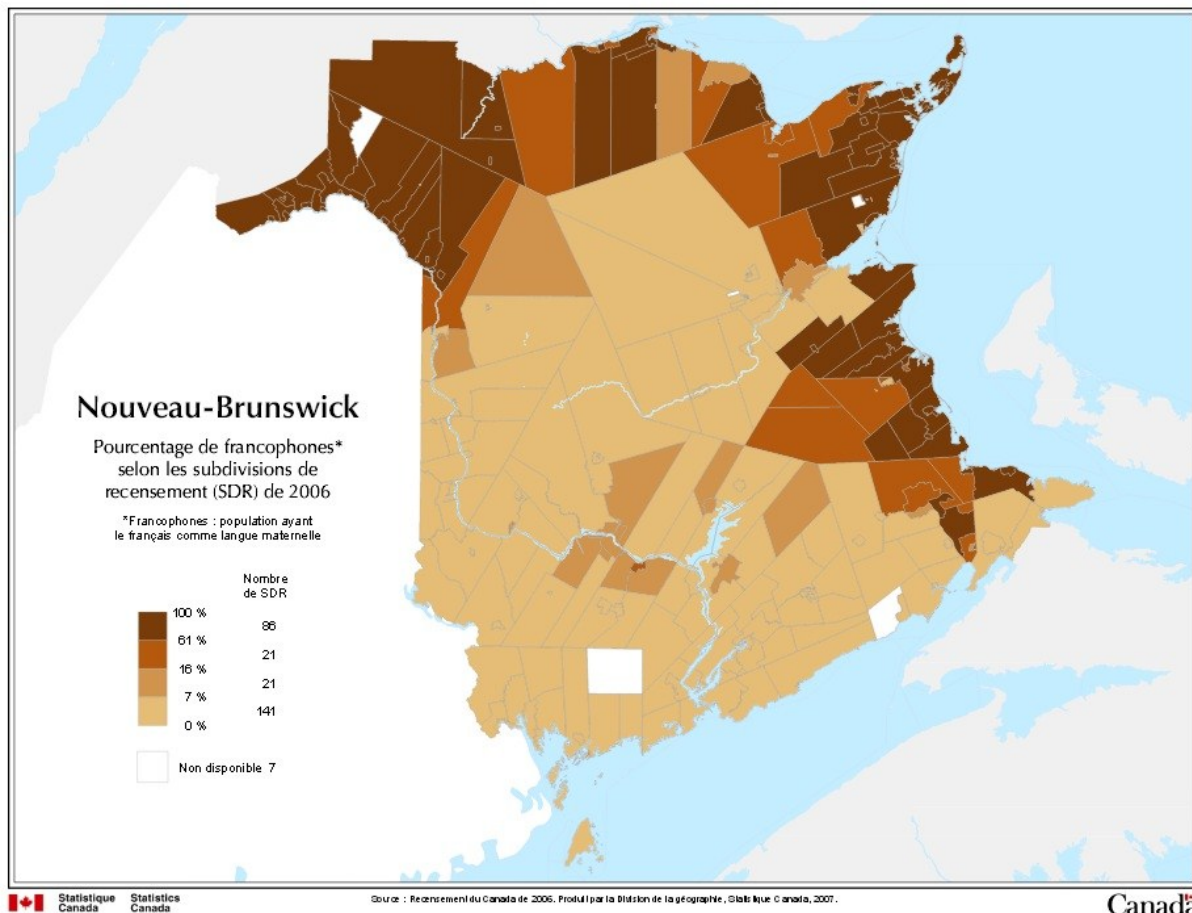 Nouveau-Brunswick
Pourcentage de francophones*
selon les subdivisions de
recensement (SDR) de 2006
*Francophones : population ayant
le français comme langue maternelle
Nombre
de SDR
100 %
86
61 %
21
16 %
21
7 %
141
0 %
Non disponible 7
Statistique Canada
Statistics Canada
Source : Recensement du Canada de 2006. Produit par la Division de la géographie, Statistique Canada, 2007.
Canada